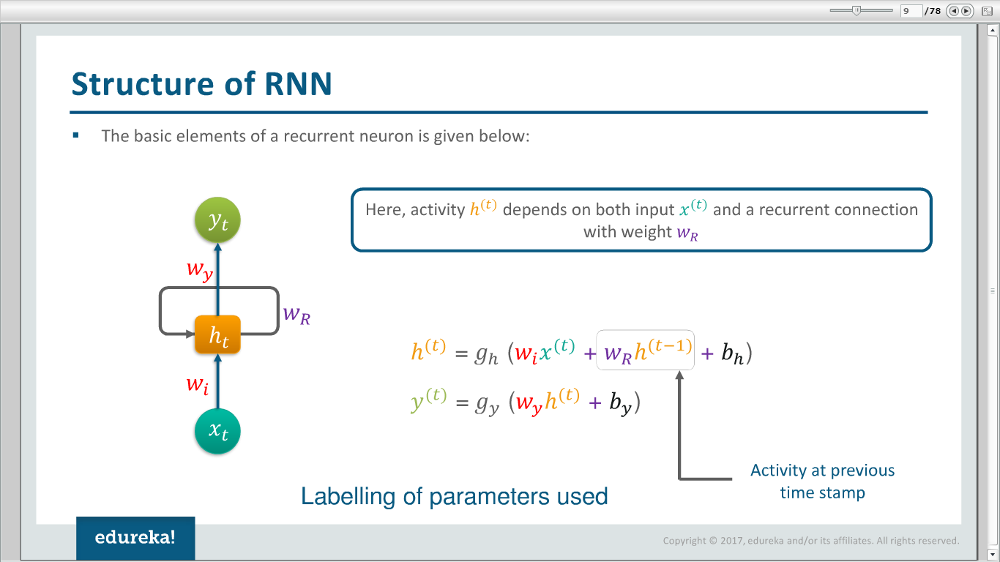 9 /78
Structure of RNN
▪ The basic elements of a recurrent neuron is given below:
Here, activity h⁽ᵗ⁾ depends on both input x⁽ᵗ⁾ and a recurrent connection
with weight w_R
y_t
w_y
w_R
h_t
w_i
x_t
h⁽ᵗ⁾ = g_h (w_i x⁽ᵗ⁾ + w_R h⁽ᵗ⁻¹⁾ + b_h)
y⁽ᵗ⁾ = g_y (w_y h⁽ᵗ⁾ + b_y)
Activity at previous
time stamp
Labelling of parameters used
edureka!
Copyright © 2017, edureka and/or its affiliates. All rights reserved.